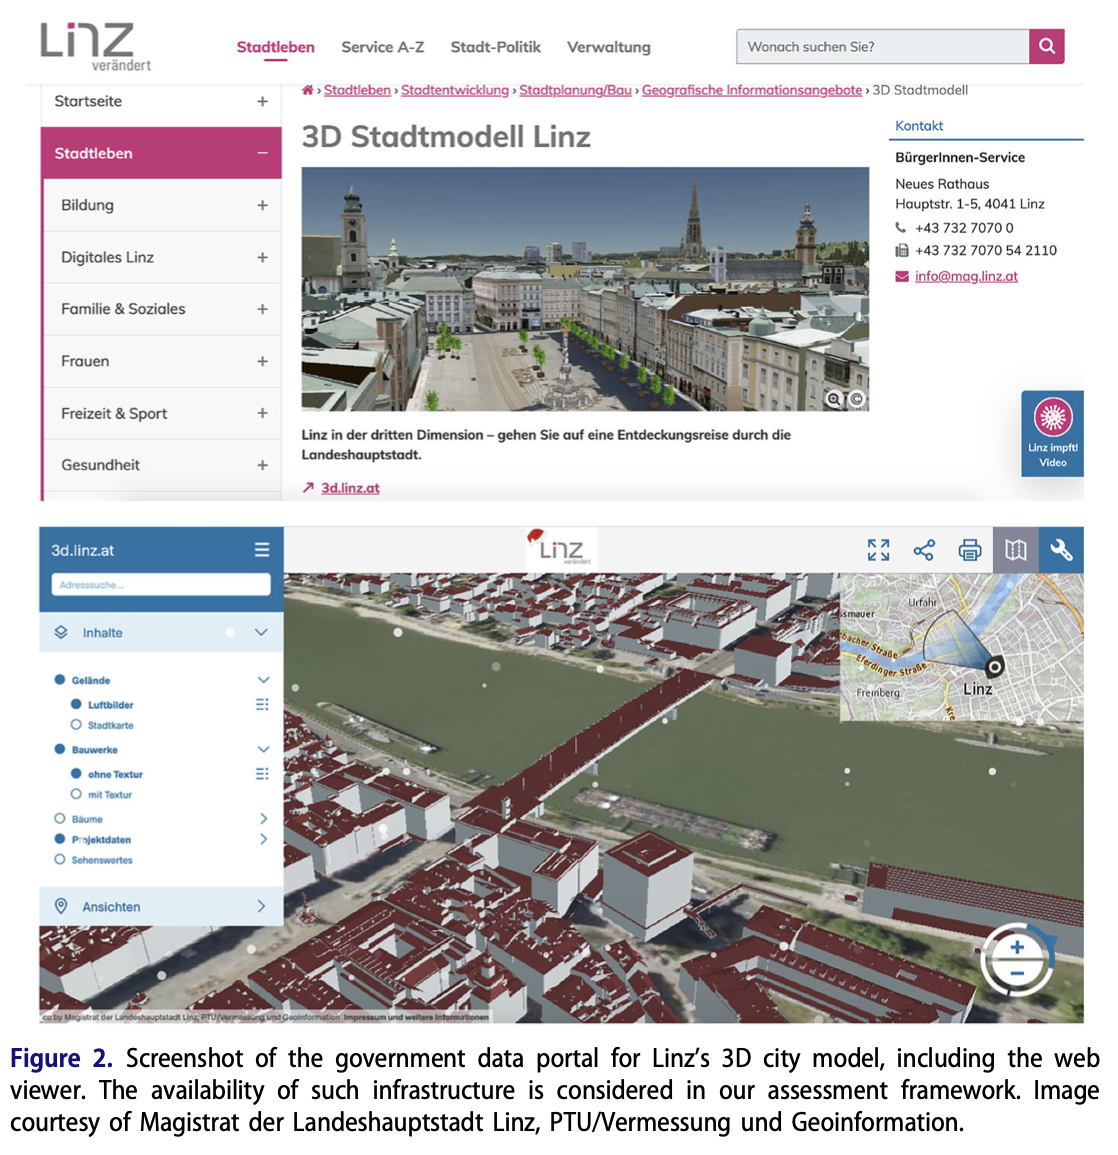 Linz
verändert
Stadtleben Service A-Z Stadt-Politik Verwaltung
Wonach suchen Sie?
› Stadtleben › Stadtentwicklung › Stadtplanung/Bau › Geografische Informationsangebote › 3D Stadtmodell
Startseite +
Stadtleben –
Bildung +
Digitales Linz +
Familie & Soziales +
Frauen +
Freizeit & Sport +
Gesundheit +
3D Stadtmodell Linz
©
Linz in der dritten Dimension – gehen Sie auf eine Entdeckungsreise durch die
Landeshauptstadt.
3d.linz.at
Kontakt
BürgerInnen-Service
Neues Rathaus
Hauptstr. 1-5, 4041 Linz
+43 732 7070 0
+43 732 7070 54 2110
info@mag.linz.at
Linz impft!
Video
3d.linz.at
Adresssuche...
Inhalte
Gelände
Luftbilder
Stadtkarte
Bauwerke
ohne Textur
mit Textur
Bäume
Projektdaten
Sehenswertes
Ansichten
Linz
verändert
Urfahr
ssmauer
bacher Straße
Eferdinger Straße
Freinberg
Linz
+
–
cc by Magistrat der Landeshauptstadt Linz, PTU/Vermessung und Geoinformation Impressum und weitere Informationen
Figure 2. Screenshot of the government data portal for Linz's 3D city model, including the web
viewer. The availability of such infrastructure is considered in our assessment framework. Image
courtesy of Magistrat der Landeshauptstadt Linz, PTU/Vermessung und Geoinformation.